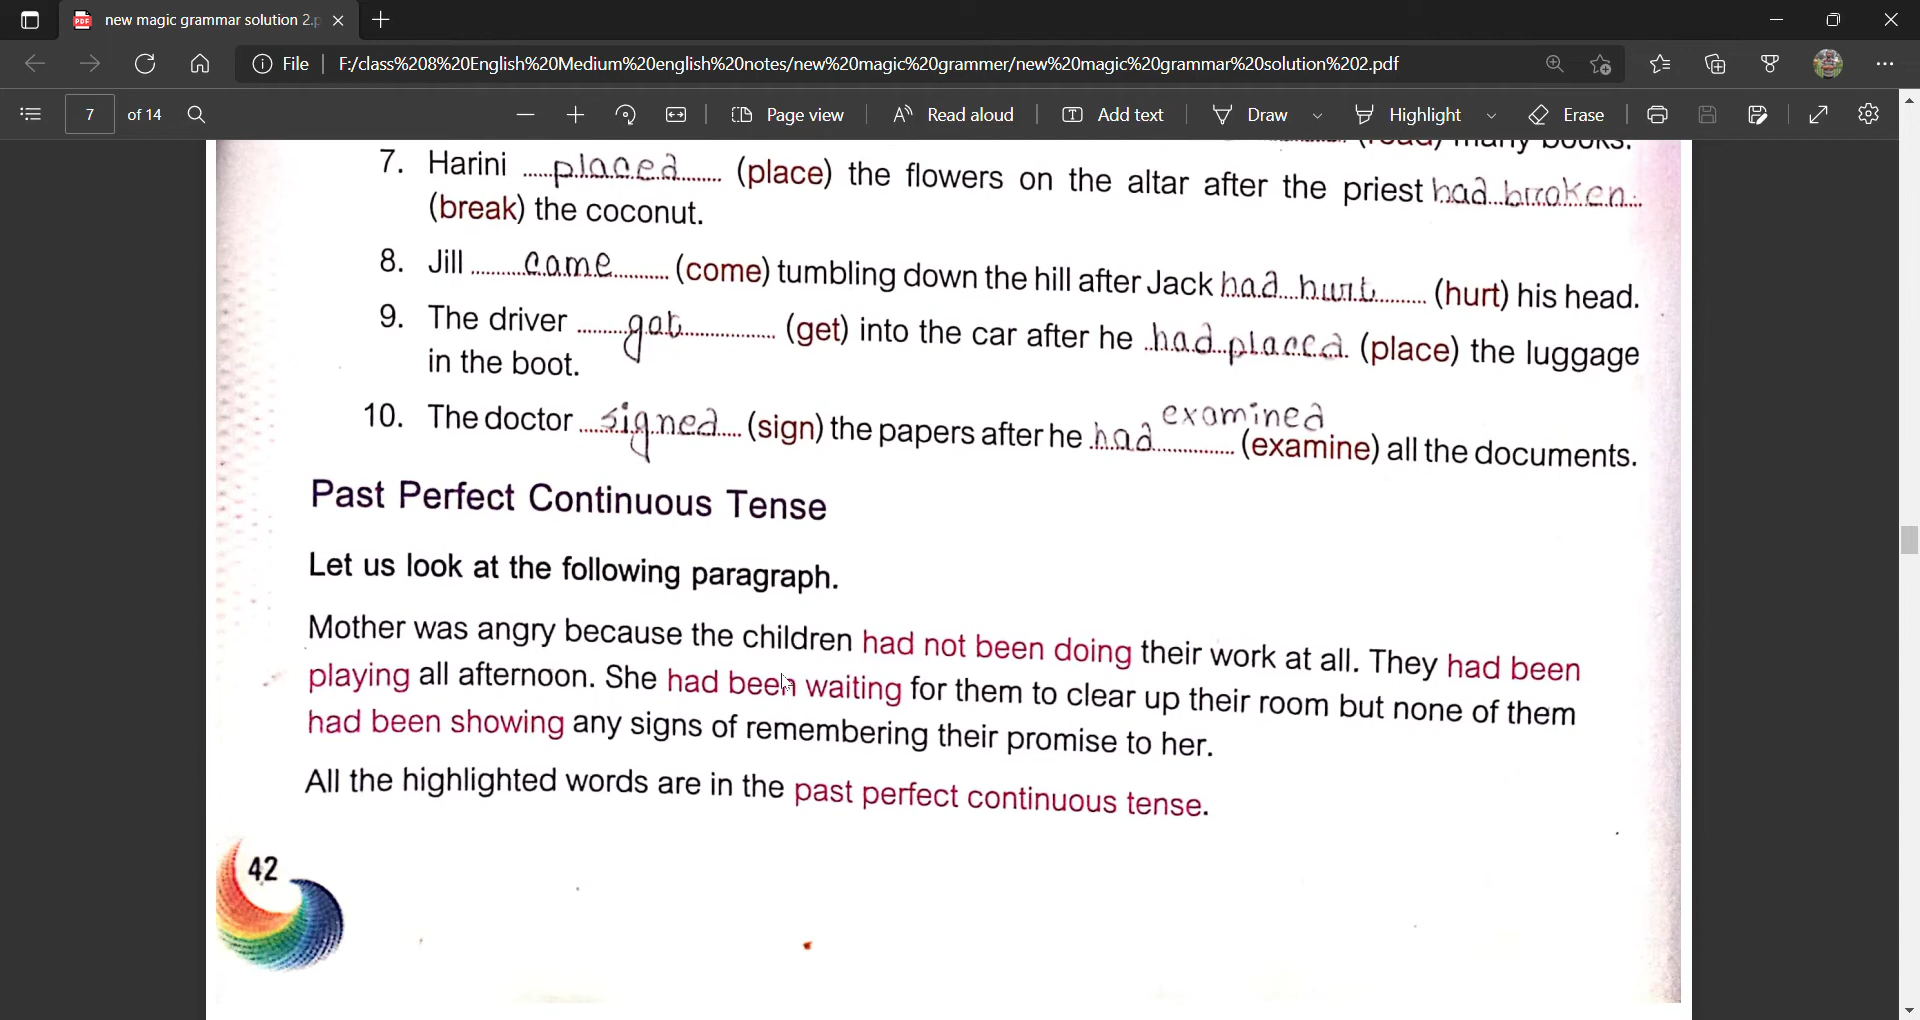 new magic grammar solution 2.p
File
F:/class%208%20English%20Medium%20english%20notes/new%20magic%20grammer/new%20magic%20grammar%20solution%202.pdf
7 of 14
Page view
Read aloud
Add text
Draw
Highlight
Erase
(read) many books.
7. Harini placed (place) the flowers on the altar after the priest had broken
(break) the coconut.
8. Jill came (come) tumbling down the hill after Jack had hurt (hurt) his head.
9. The driver got (get) into the car after he had placed (place) the luggage
in the boot.
10. The doctor signed (sign) the papers after he had examined (examine) all the documents.
Past Perfect Continuous Tense
Let us look at the following paragraph.
Mother was angry because the children had not been doing their work at all. They had been
playing all afternoon. She had been waiting for them to clear up their room but none of them
had been showing any signs of remembering their promise to her.
All the highlighted words are in the past perfect continuous tense.
42